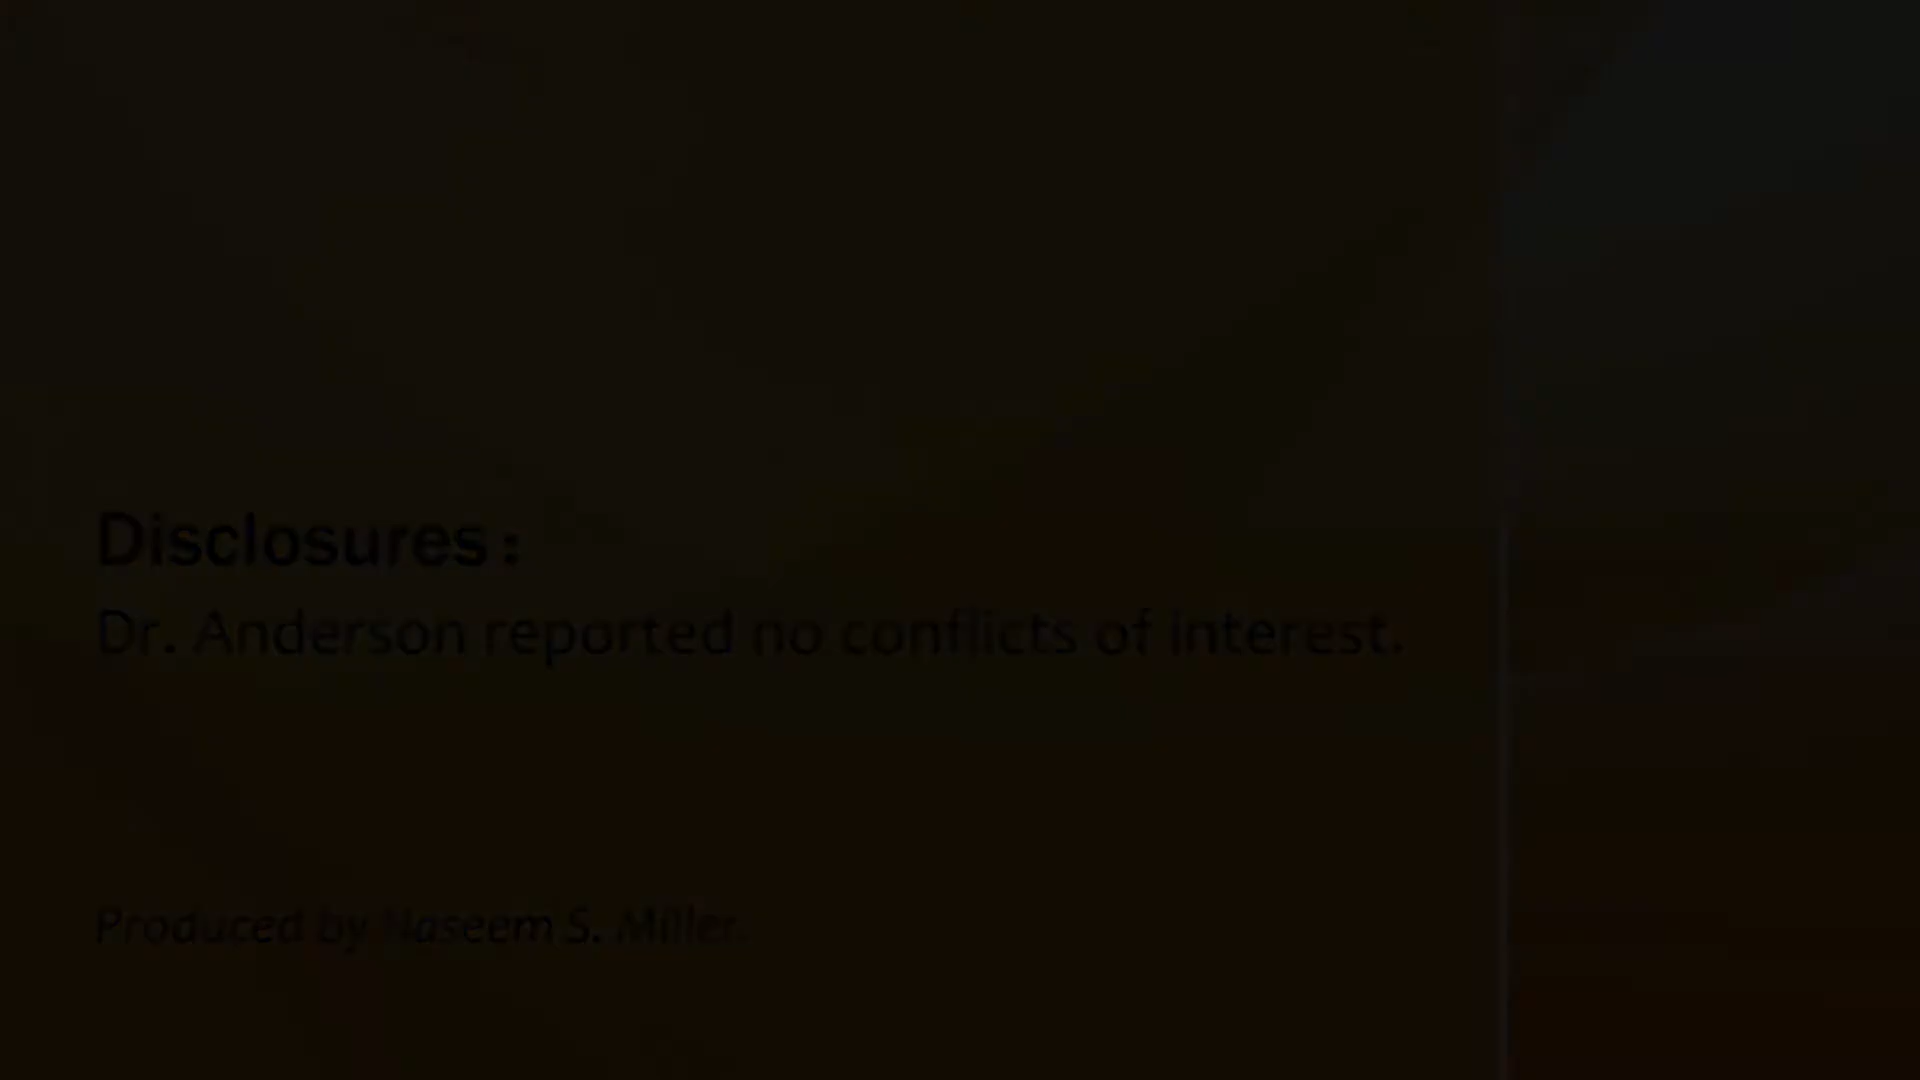 Disclosures:
Dr. Anderson reported no conflicts of interest.
Produced by Naseem S. Miller.